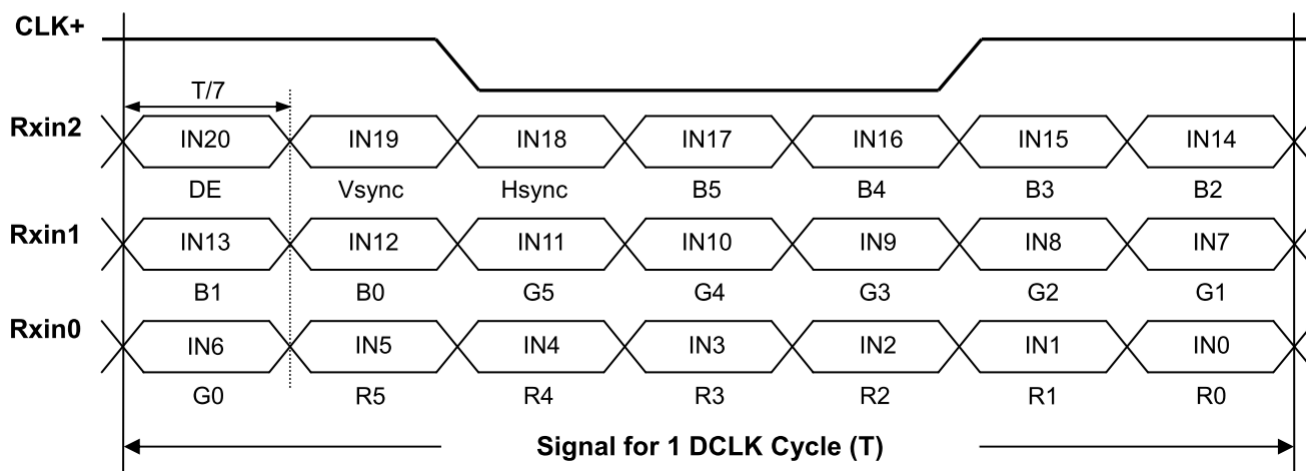 CLK+
T/7
Rxin2 IN20 IN19 IN18 IN17 IN16 IN15 IN14
DE Vsync Hsync B5 B4 B3 B2
Rxin1 IN13 IN12 IN11 IN10 IN9 IN8 IN7
B1 B0 G5 G4 G3 G2 G1
Rxin0 IN6 IN5 IN4 IN3 IN2 IN1 IN0
G0 R5 R4 R3 R2 R1 R0
Signal for 1 DCLK Cycle (T)